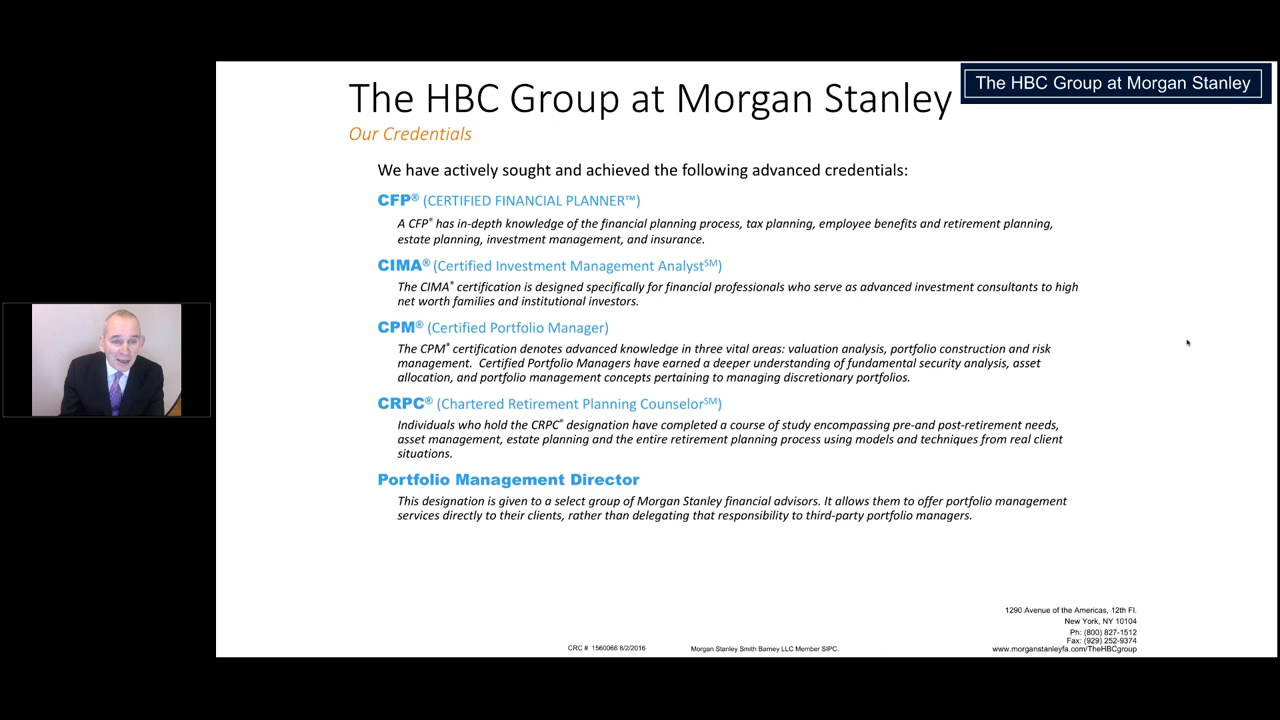 The HBC Group at Morgan Stanley
The HBC Group at Morgan Stanley
Our Credentials
We have actively sought and achieved the following advanced credentials:
CFP® (CERTIFIED FINANCIAL PLANNER™)
A CFP® has in-depth knowledge of the financial planning process, tax planning, employee benefits and retirement planning,
estate planning, investment management, and insurance.
CIMA® (Certified Investment Management Analyst℠)
The CIMA® certification is designed specifically for financial professionals who serve as advanced investment consultants to high
net worth families and institutional investors.
CPM® (Certified Portfolio Manager)
The CPM® certification denotes advanced knowledge in three vital areas: valuation analysis, portfolio construction and risk
management. Certified Portfolio Managers have earned a deeper understanding of fundamental security analysis, asset
allocation, and portfolio management concepts pertaining to managing discretionary portfolios.
CRPC® (Chartered Retirement Planning Counselor℠)
Individuals who hold the CRPC® designation have completed a course of study encompassing pre-and post-retirement needs,
asset management, estate planning and the entire retirement planning process using models and techniques from real client
situations.
Portfolio Management Director
This designation is given to a select group of Morgan Stanley financial advisors. It allows them to offer portfolio management
services directly to their clients, rather than delegating that responsibility to third-party portfolio managers.
1290 Avenue of the Americas, 12th Fl.
New York, NY 10104
Ph: (800) 827-1512
Fax: (929) 252-9374
www.morganstanleyfa.com/TheHBCgroup
CRC # 1560066 8/2/2016
Morgan Stanley Smith Barney LLC Member SIPC.